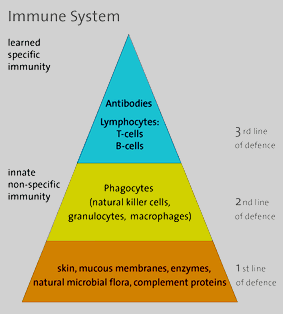 Immune System
learned
specific
immunity
Antibodies
Lymphocytes:
T-cells
B-cells
3rd line
of defence
innate
non-specific
immunity
Phagocytes
(natural killer cells,
granulocytes, macrophages)
2nd line
of defence
skin, mucous membranes, enzymes,
natural microbial flora, complement proteins
1st line
of defence